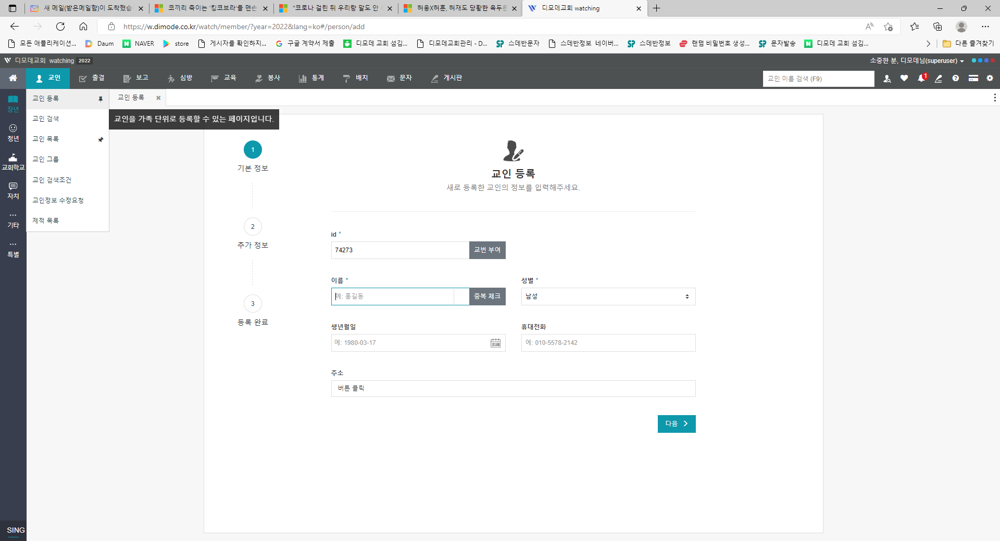 새 메일(받은메일함)이 도착했습
코끼리 죽이는 '킹코브라'를 맨손
"코로나 걸린 뒤 우리랑 말도 안
허웅X허훈, 허재도 당황한 육두문
디모데교회 watching
https://w.dimode.co.kr/watch/member/?year=2022&lang=ko#/person/add
모든 애플리케이션...
Daum
NAVER
store
게시자를 확인하지...
구글 계약서 제출
디모데 교회 섬김...
디모데교회관리 - D...
스데반문자
스데반정보 네이버...
스데반정보
랜덤 비밀번호 생성...
문자발송
디모데 교회 섬김...
다른 즐겨찾기
디모데교회 watching 2022
소중한 분, 디모데님(superuser)
교인
출결
보고
심방
교육
봉사
통계
배치
문자
게시판
교인 이름 검색 (F9)
1
장년
청년
교회학교
자치
기타
특별
SING
교인 등록
교인 검색
교인 목록
교인 그룹
교인 검색조건
교인정보 수정요청
제적 목록
교인 등록
교인을 가족 단위로 등록할 수 있는 페이지입니다.
1
기본 정보
2
추가 정보
3
등록 완료
교인 등록
새로 등록한 교인의 정보를 입력해주세요.
id *
74273
교번 부여
이름 *
예: 홍길동
중복 체크
성별 *
남성
생년월일
예: 1980-03-17
휴대전화
예: 010-5578-2142
주소
버튼 클릭
다음